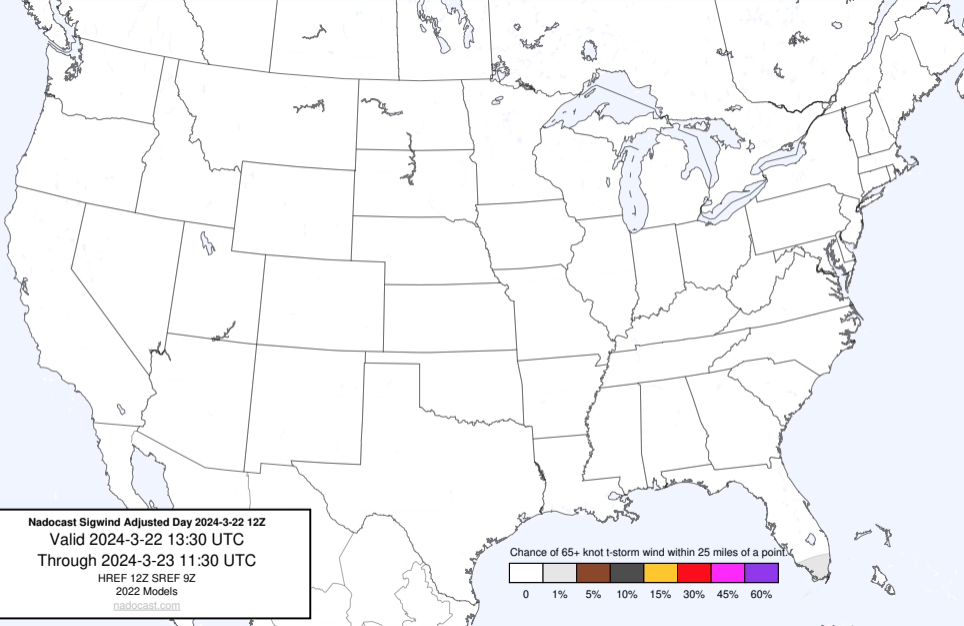 Nadocast Sigwind Adjusted Day 2024-3-22 12Z
Valid 2024-3-22 13:30 UTC
Through 2024-3-23 11:30 UTC
HREF 12Z SREF 9Z
2022 Models
nadocast.com
Chance of 65+ knot t-storm wind within 25 miles of a point.
0 1% 5% 10% 15% 30% 45% 60%